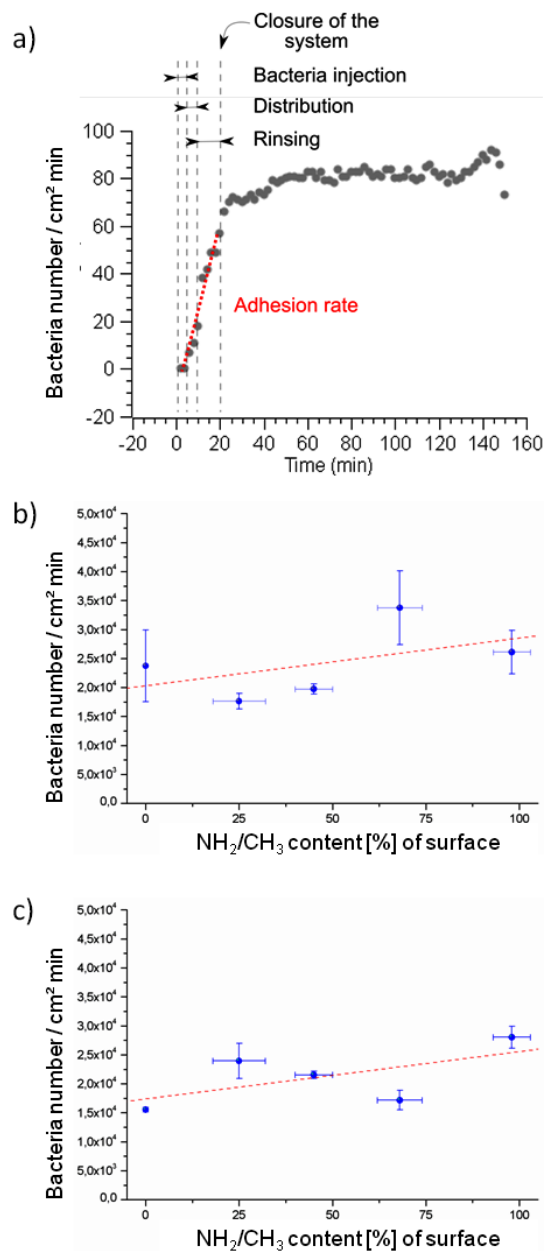 a)
Closure of the
system
Bacteria injection
Distribution
Rinsing
100
80
60
40
20
0
-20
Bacteria number / cm² min
Adhesion rate
-20 0 20 40 60 80 100 120 140 160
Time (min)
b)
5,0x10⁴
4,5x10⁴
4,0x10⁴
3,5x10⁴
3,0x10⁴
2,5x10⁴
2,0x10⁴
1,5x10⁴
1,0x10⁴
5,0x10³
0,0
Bacteria number / cm² min
0 25 50 75 100
NH₂/CH₃ content [%] of surface
c)
5,0x10⁴
4,5x10⁴
4,0x10⁴
3,5x10⁴
3,0x10⁴
2,5x10⁴
2,0x10⁴
1,5x10⁴
1,0x10⁴
5,0x10³
0,0
Bacteria number / cm² min
0 25 50 75 100
NH₂/CH₃ content [%] of surface